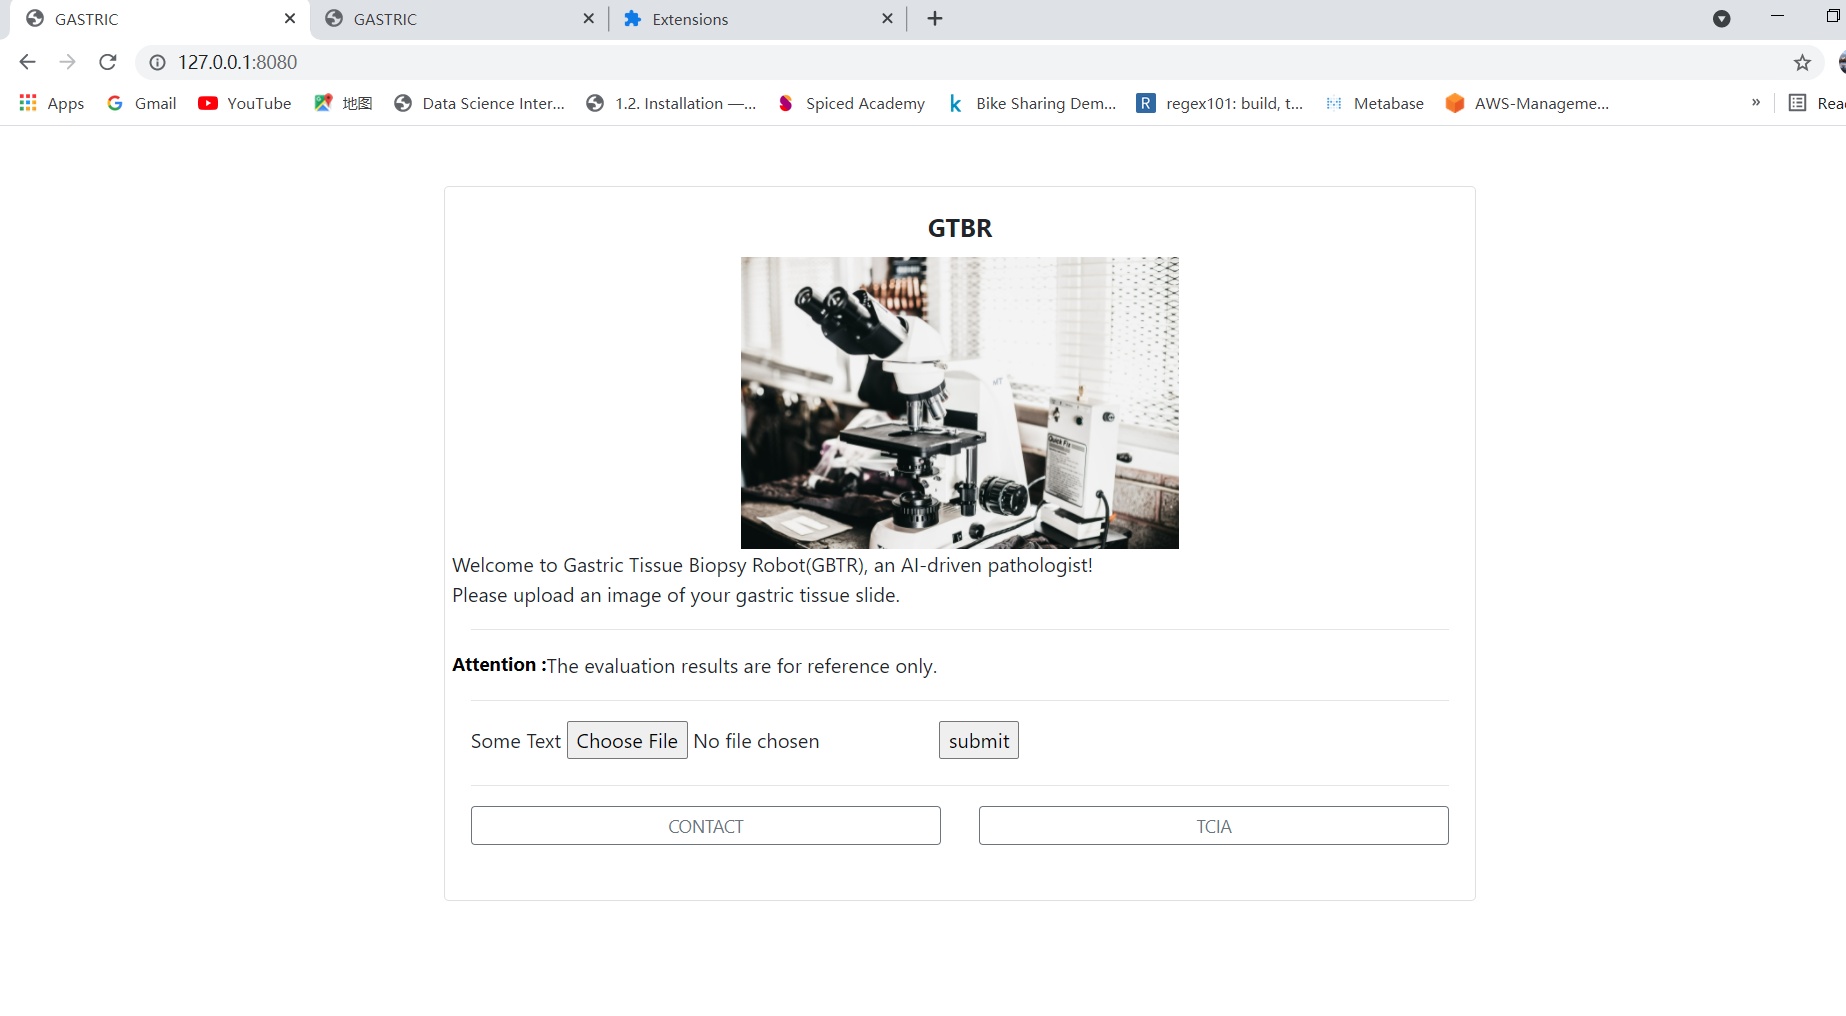 GASTRIC
GASTRIC
Extensions
127.0.0.1:8080
Apps
Gmail
YouTube
地图
Data Science Inter...
1.2. Installation —...
Spiced Academy
Bike Sharing Dem...
R regex101: build, t...
Metabase
AWS-Manageme...
»
GTBR
Quick Fix
Welcome to Gastric Tissue Biopsy Robot(GBTR), an AI-driven pathologist!
Please upload an image of your gastric tissue slide.
Attention :The evaluation results are for reference only.
Some Text Choose File No file chosen submit
CONTACT
TCIA